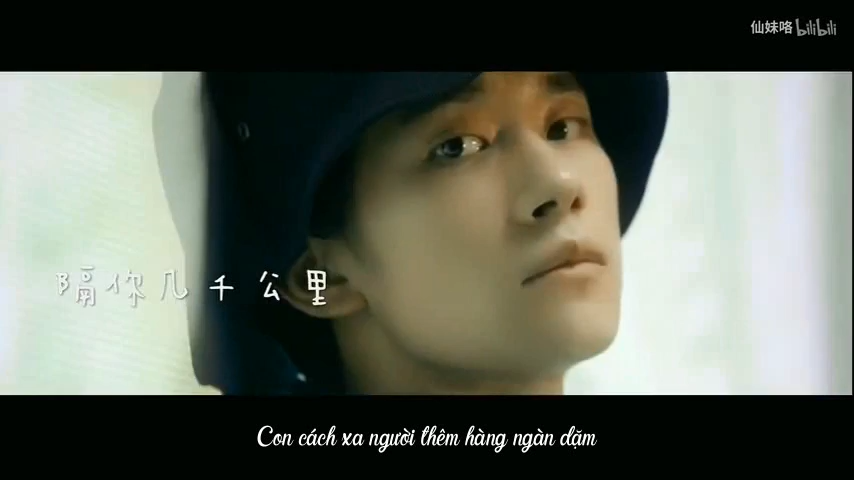 仙妹咯 bilibili
隔你几千公里
Con cách xa người thêm hàng ngàn dặm